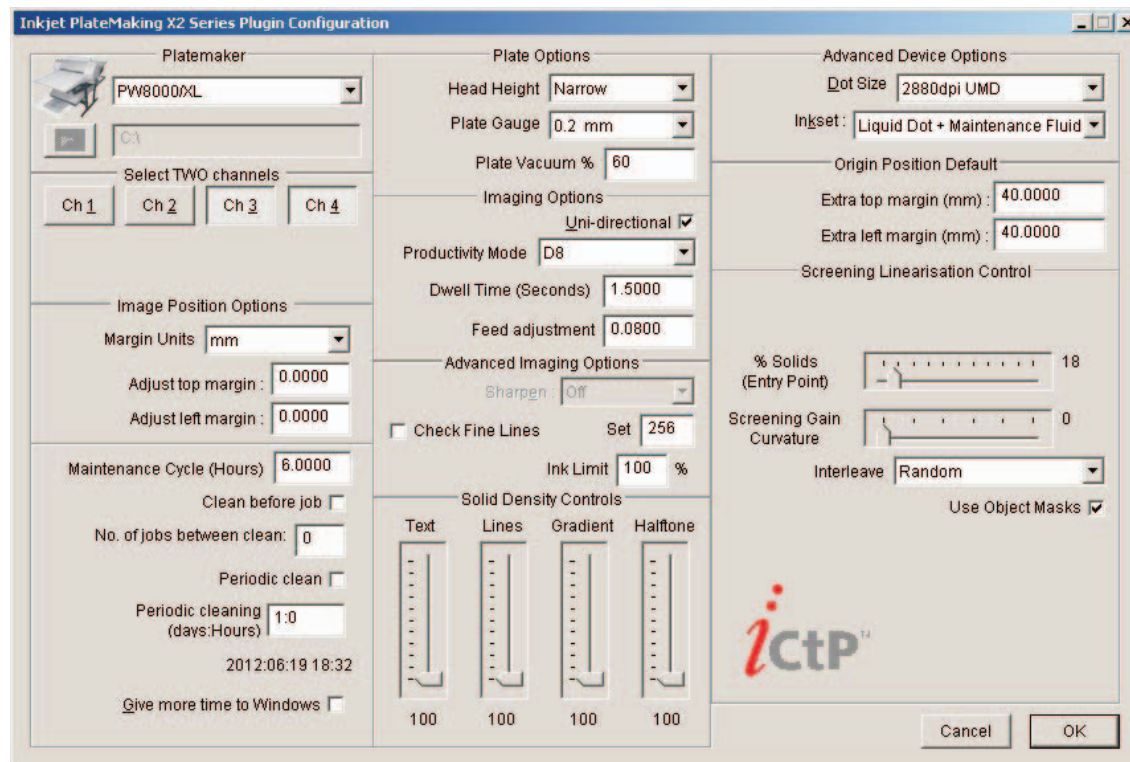 Inkjet PlateMaking X2 Series Plugin Configuration
Platemaker
PW8000/XL
C:\
Select TWO channels
Ch 1 Ch 2 Ch 3 Ch 4
Image Position Options
Margin Units mm
Adjust top margin : 0.0000
Adjust left margin : 0.0000
Maintenance Cycle (Hours) 6.0000
Clean before job
No. of jobs between clean: 0
Periodic clean
Periodic cleaning
(days:Hours) 1:0
2012:06:19 18:32
Give more time to Windows
Plate Options
Head Height Narrow
Plate Gauge 0.2 mm
Plate Vacuum % 60
Imaging Options
Uni-directional
Productivity Mode D8
Dwell Time (Seconds) 1.5000
Feed adjustment 0.0800
Advanced Imaging Options
Sharpen : Off
Check Fine Lines Set 256
Ink Limit 100 %
Solid Density Controls
Text Lines Gradient Halftone
100 100 100 100
Advanced Device Options
Dot Size 2880dpi UMD
Inkset : Liquid Dot + Maintenance Fluid
Origin Position Default
Extra top margin (mm) : 40.0000
Extra left margin (mm) : 40.0000
Screening Linearisation Control
% Solids
(Entry Point) 18
Screening Gain
Curvature 0
Interleave Random
Use Object Masks
iCtP™
Cancel OK